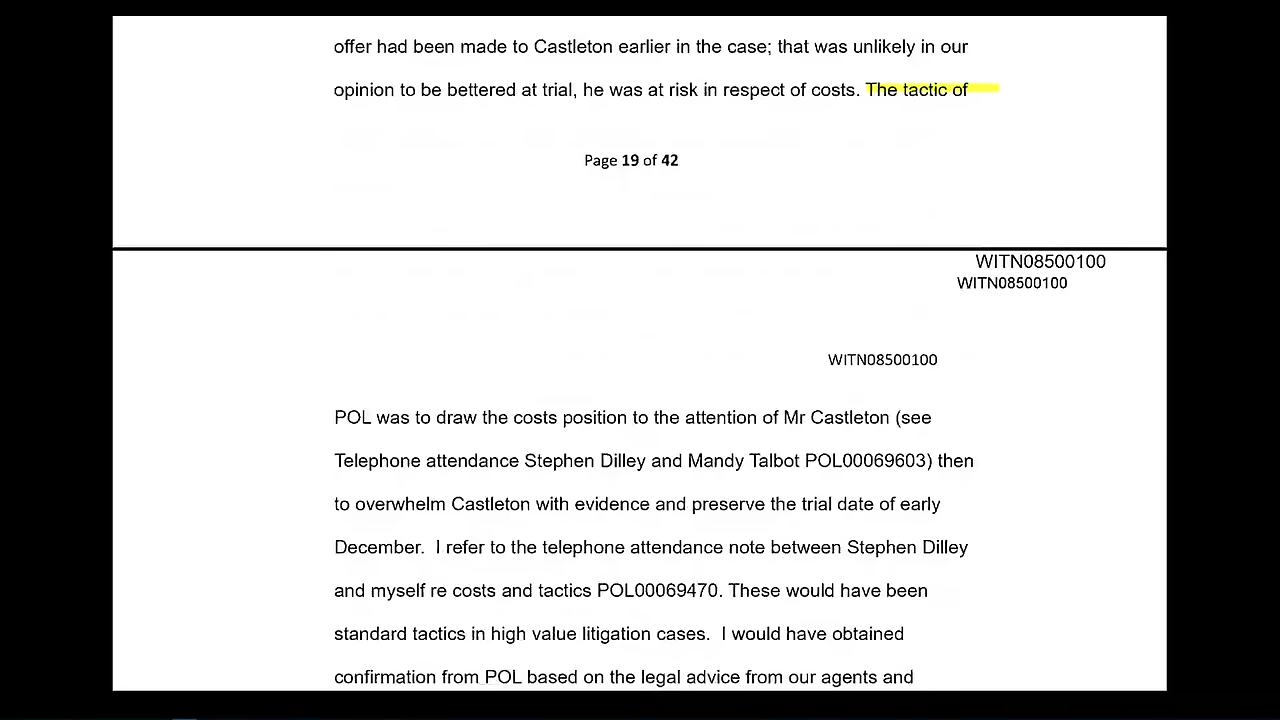 offer had been made to Castleton earlier in the case; that was unlikely in our
opinion to be bettered at trial, he was at risk in respect of costs. The tactic of
Page 19 of 42
WITN08500100
WITN08500100
WITN08500100
POL was to draw the costs position to the attention of Mr Castleton (see
Telephone attendance Stephen Dilley and Mandy Talbot POL00069603) then
to overwhelm Castleton with evidence and preserve the trial date of early
December. I refer to the telephone attendance note between Stephen Dilley
and myself re costs and tactics POL00069470. These would have been
standard tactics in high value litigation cases. I would have obtained
confirmation from POL based on the legal advice from our agents and